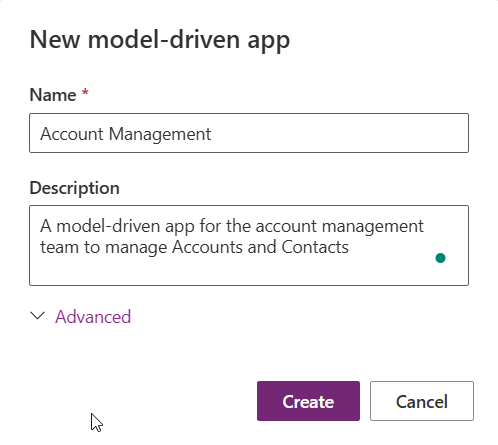 New model-driven app
Name *
Account Management
Description
A model-driven app for the account management
team to manage Accounts and Contacts
Advanced
Create
Cancel